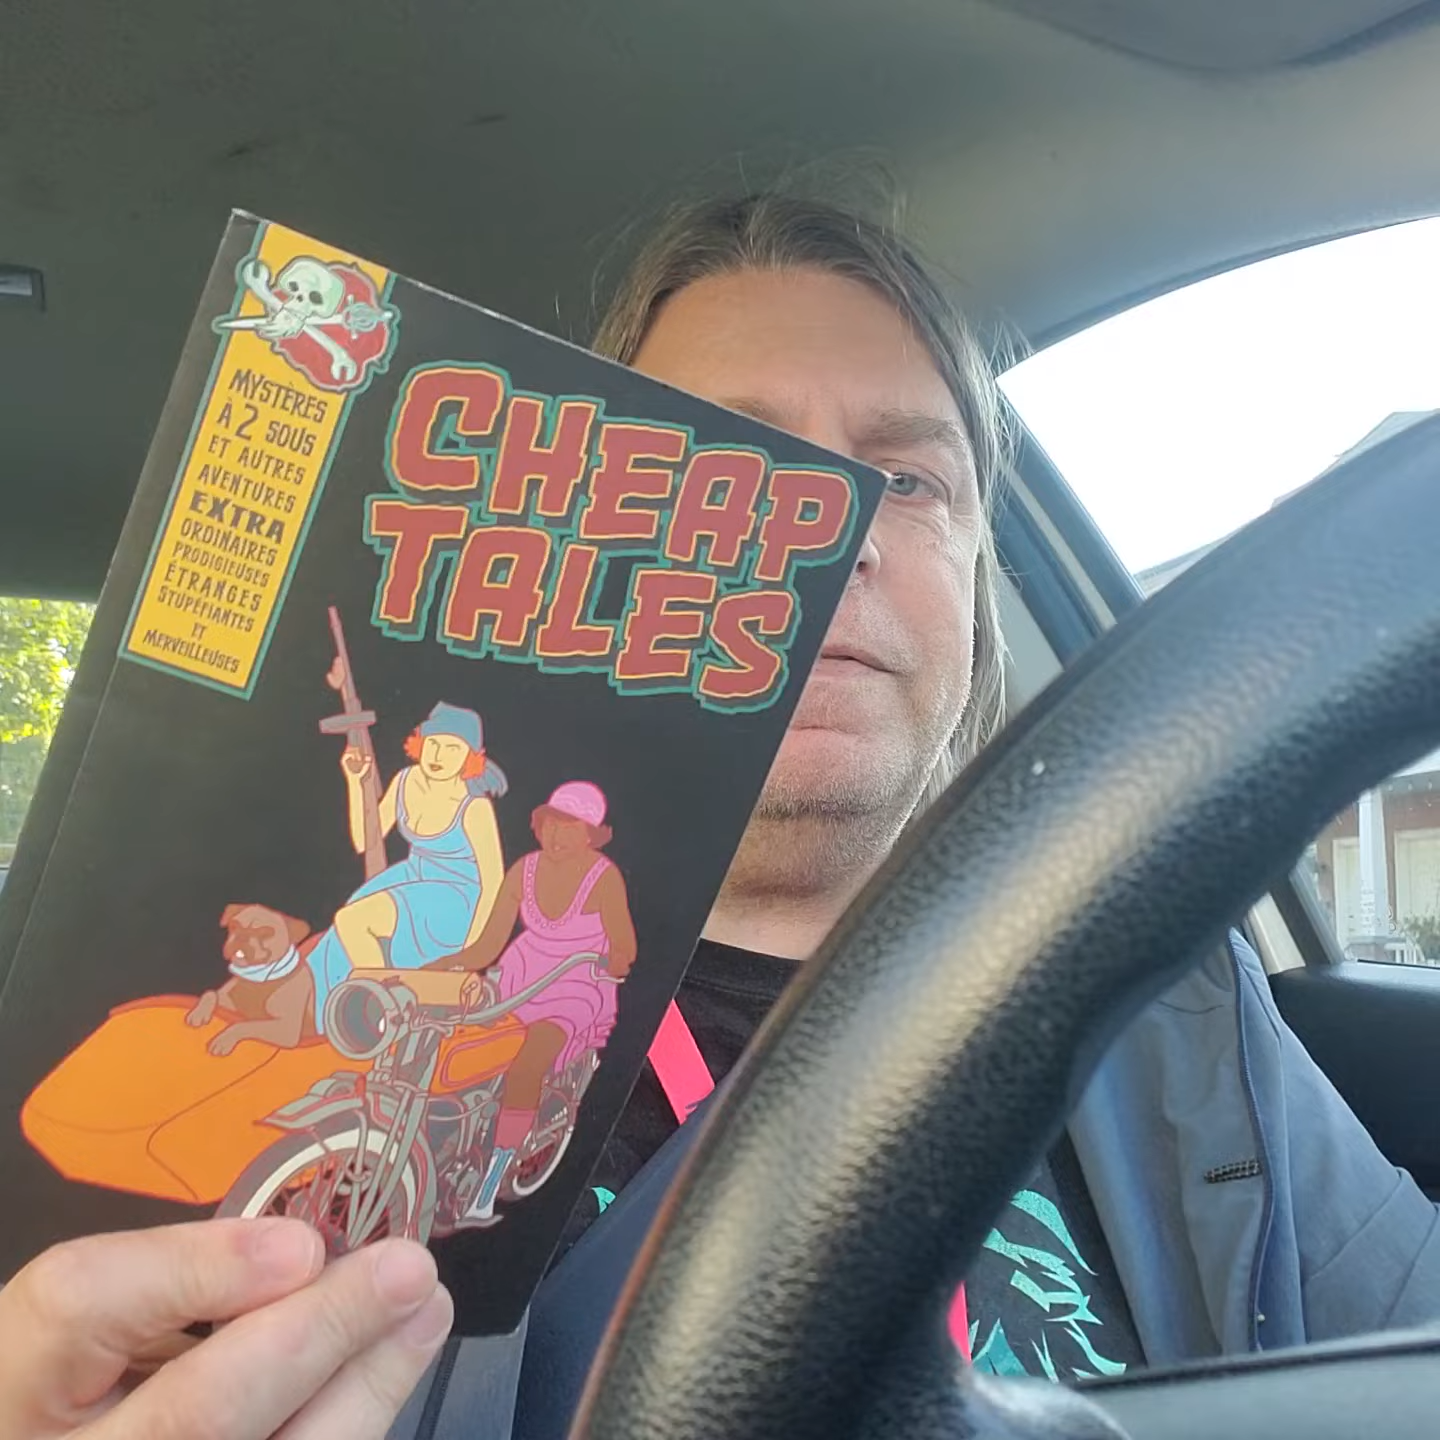 MYSTÈRES
À 2 SOUS
ET AUTRES
AVENTURES
EXTRA
ORDINAIRES
PRODIGIEUSES
ÉTRANGES
STUPÉFIANTES
ET
MERVEILLEUSES
CHEAP
TALES